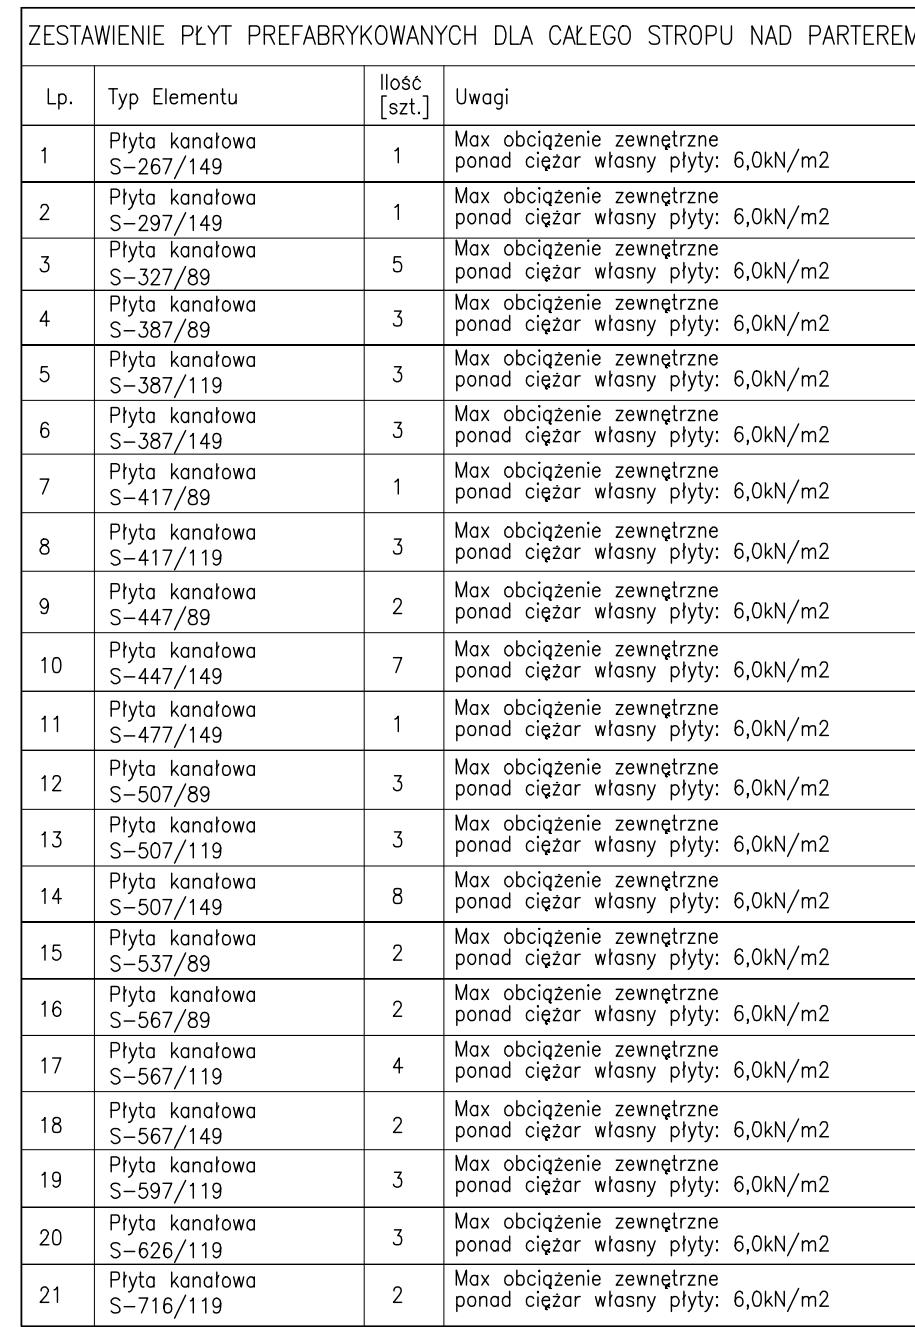 ZESTAWIENIE PŁYT PREFABRYKOWANYCH DLA CAŁEGO STROPU NAD PARTEREM
Lp. Typ Elementu Ilość [szt.] Uwagi
1 Płyta kanałowa S-267/149 1 Max obciążenie zewnętrzne
ponad ciężar własny płyty: 6,0kN/m2
2 Płyta kanałowa S-297/149 1 Max obciążenie zewnętrzne
ponad ciężar własny płyty: 6,0kN/m2
3 Płyta kanałowa S-327/89 5 Max obciążenie zewnętrzne
ponad ciężar własny płyty: 6,0kN/m2
4 Płyta kanałowa S-387/89 3 Max obciążenie zewnętrzne
ponad ciężar własny płyty: 6,0kN/m2
5 Płyta kanałowa S-387/119 3 Max obciążenie zewnętrzne
ponad ciężar własny płyty: 6,0kN/m2
6 Płyta kanałowa S-387/149 3 Max obciążenie zewnętrzne
ponad ciężar własny płyty: 6,0kN/m2
7 Płyta kanałowa S-417/89 1 Max obciążenie zewnętrzne
ponad ciężar własny płyty: 6,0kN/m2
8 Płyta kanałowa S-417/119 3 Max obciążenie zewnętrzne
ponad ciężar własny płyty: 6,0kN/m2
9 Płyta kanałowa S-447/89 2 Max obciążenie zewnętrzne
ponad ciężar własny płyty: 6,0kN/m2
10 Płyta kanałowa S-447/149 7 Max obciążenie zewnętrzne
ponad ciężar własny płyty: 6,0kN/m2
11 Płyta kanałowa S-477/149 1 Max obciążenie zewnętrzne
ponad ciężar własny płyty: 6,0kN/m2
12 Płyta kanałowa S-507/89 3 Max obciążenie zewnętrzne
ponad ciężar własny płyty: 6,0kN/m2
13 Płyta kanałowa S-507/119 3 Max obciążenie zewnętrzne
ponad ciężar własny płyty: 6,0kN/m2
14 Płyta kanałowa S-507/149 8 Max obciążenie zewnętrzne
ponad ciężar własny płyty: 6,0kN/m2
15 Płyta kanałowa S-537/89 2 Max obciążenie zewnętrzne
ponad ciężar własny płyty: 6,0kN/m2
16 Płyta kanałowa S-567/89 2 Max obciążenie zewnętrzne
ponad ciężar własny płyty: 6,0kN/m2
17 Płyta kanałowa S-567/119 4 Max obciążenie zewnętrzne
ponad ciężar własny płyty: 6,0kN/m2
18 Płyta kanałowa S-567/149 2 Max obciążenie zewnętrzne
ponad ciężar własny płyty: 6,0kN/m2
19 Płyta kanałowa S-597/119 3 Max obciążenie zewnętrzne
ponad ciężar własny płyty: 6,0kN/m2
20 Płyta kanałowa S-626/119 3 Max obciążenie zewnętrzne
ponad ciężar własny płyty: 6,0kN/m2
21 Płyta kanałowa S-716/119 2 Max obciążenie zewnętrzne
ponad ciężar własny płyty: 6,0kN/m2